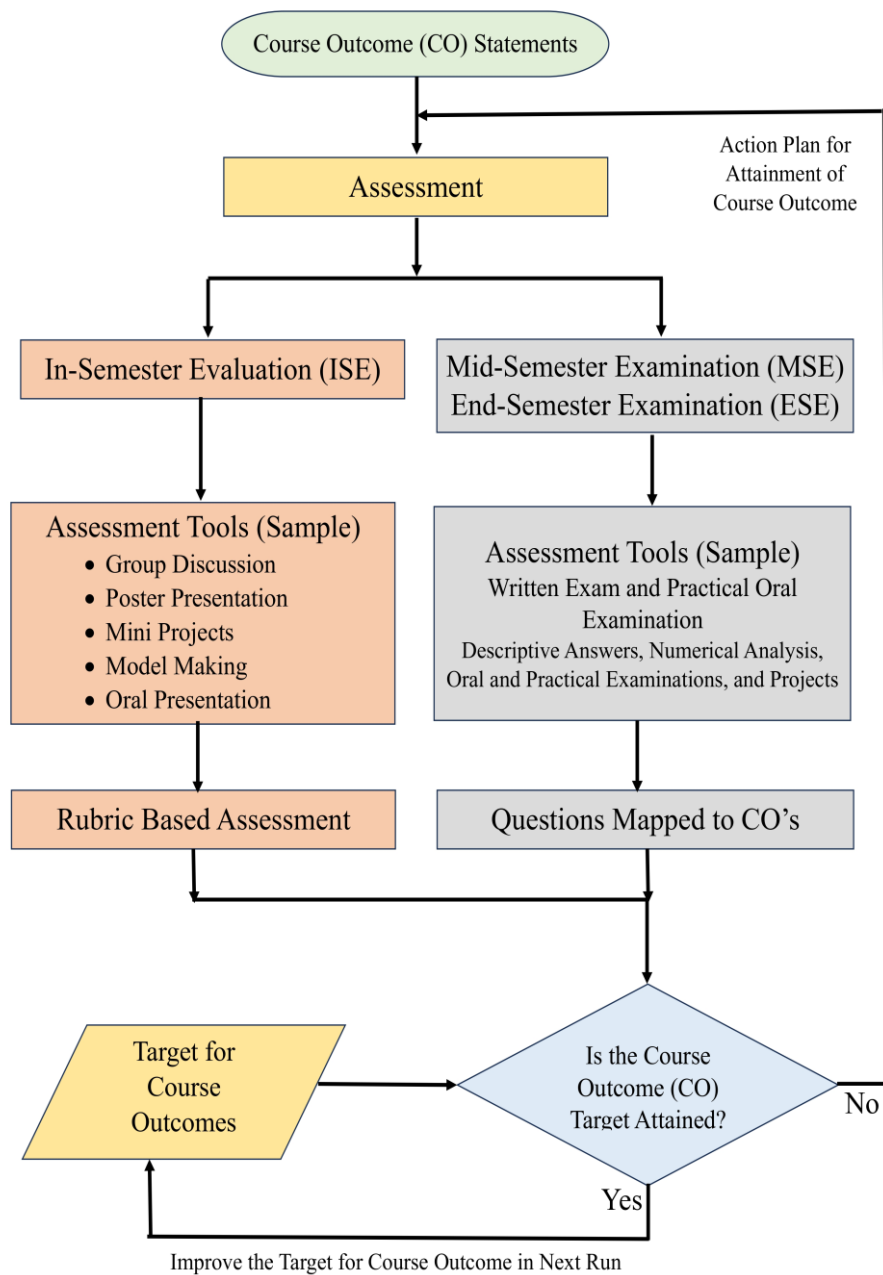 Course Outcome (CO) Statements
Action Plan for
Attainment of
Course Outcome
Assessment
In-Semester Evaluation (ISE)
Mid-Semester Examination (MSE)
End-Semester Examination (ESE)
Assessment Tools (Sample)
• Group Discussion
• Poster Presentation
• Mini Projects
• Model Making
• Oral Presentation
Assessment Tools (Sample)
Written Exam and Practical Oral
Examination
Descriptive Answers, Numerical Analysis,
Oral and Practical Examinations, and Projects
Rubric Based Assessment
Questions Mapped to CO’s
Target for
Course
Outcomes
Is the Course
Outcome (CO)
Target Attained?
No
Yes
Improve the Target for Course Outcome in Next Run